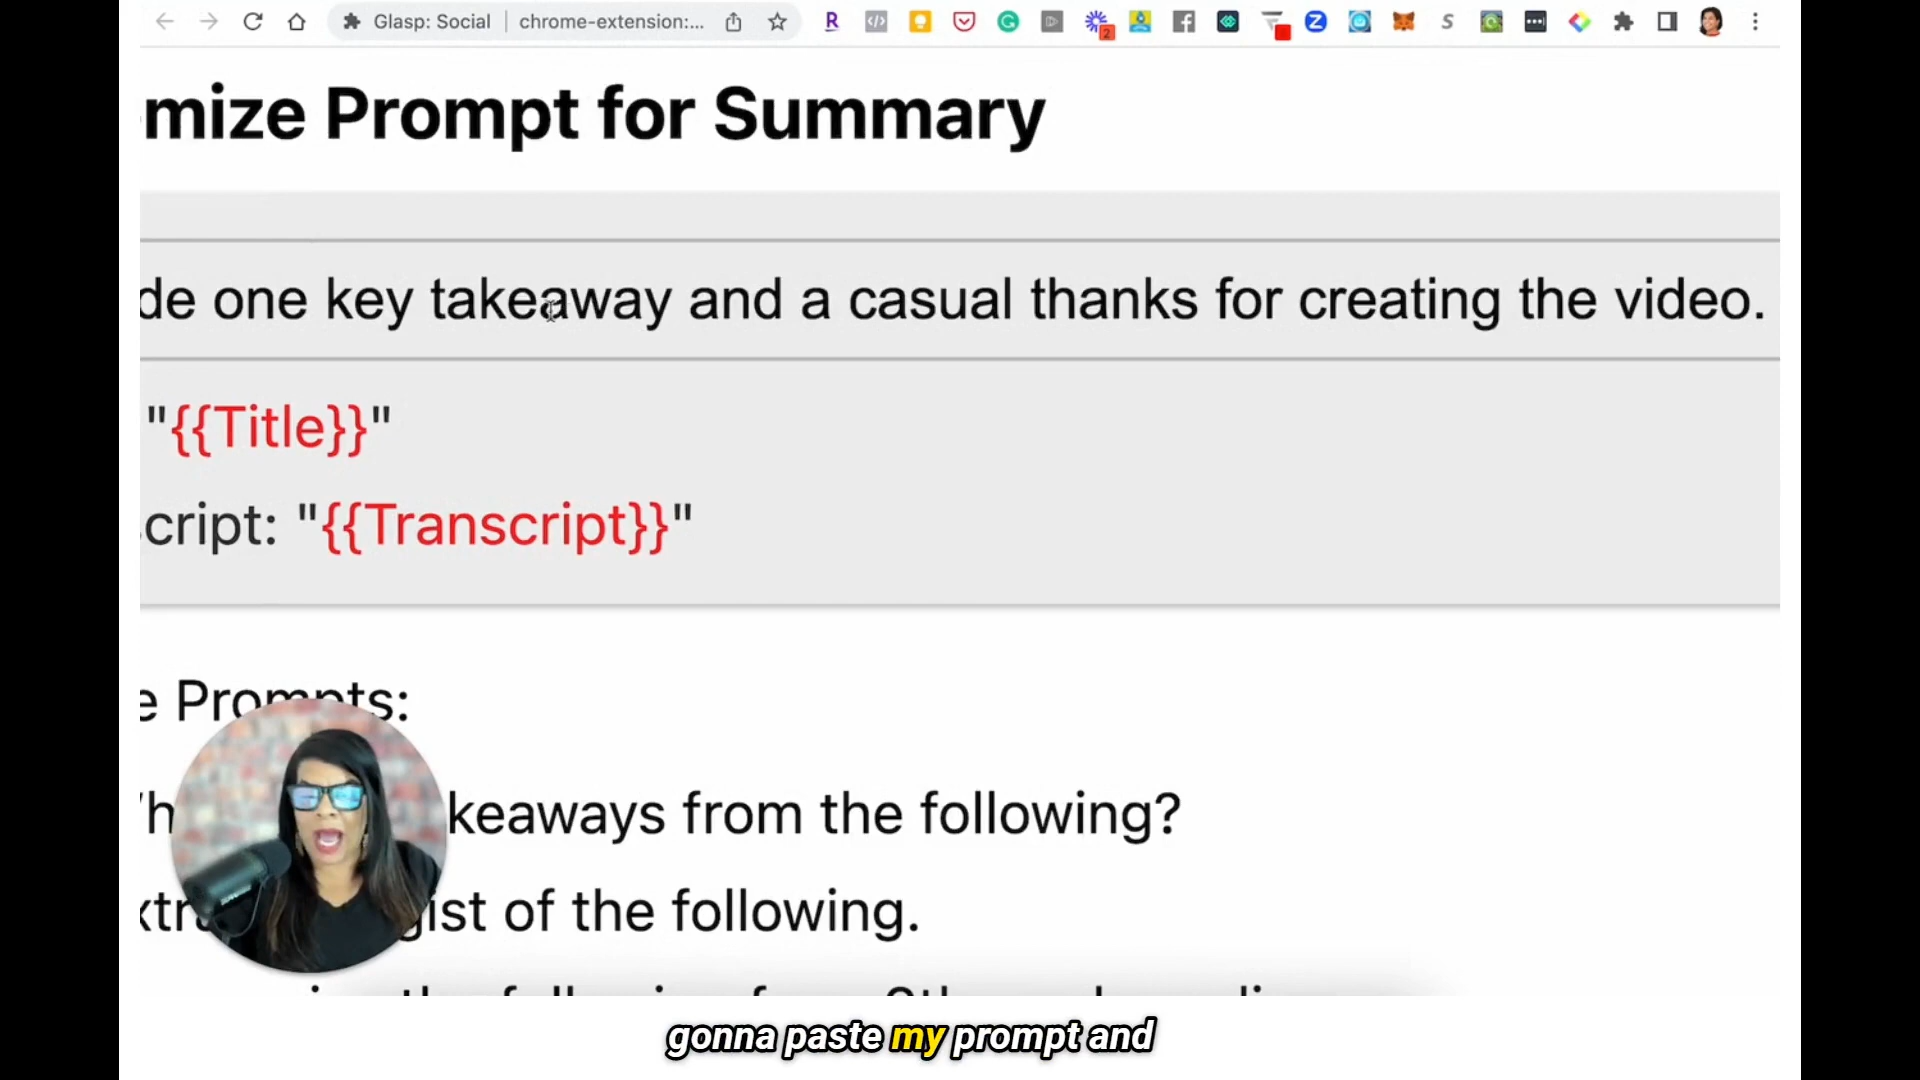 Glasp: Social | chrome-extension:...
mize Prompt for Summary
de one key takeaway and a casual thanks for creating the video.
"{{Title}}"
cript: "{{Transcript}}"
e Prompts:
keaways from the following?
gist of the following.
gonna paste my prompt and